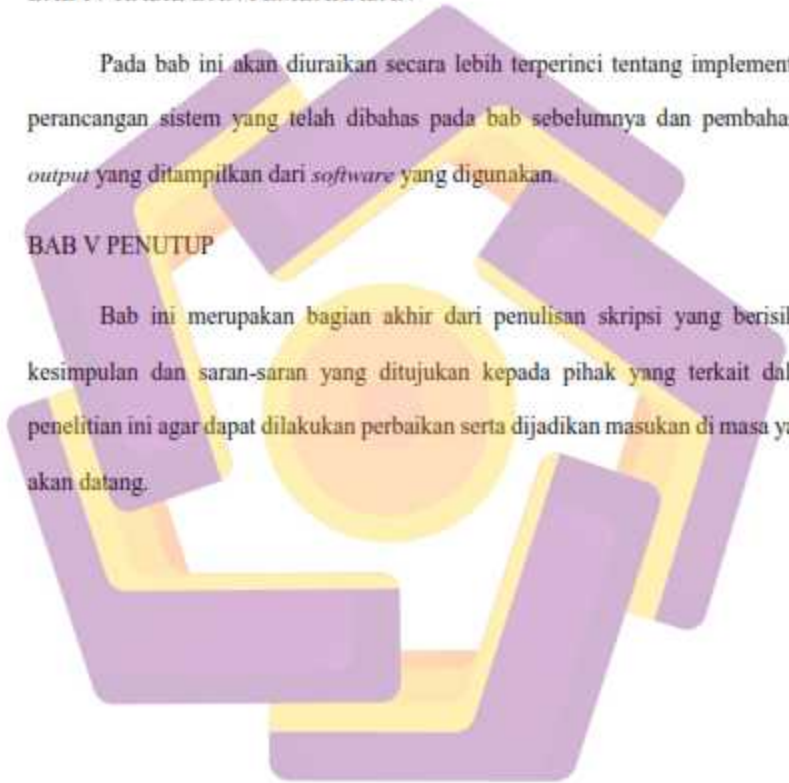 Pada bab ini akan diuraikan secara lebih terperinci tentang implement
perancangan sistem yang telah dibahas pada bab sebelumnya dan pembaha
output yang ditampilkan dari software yang digunakan.
BAB V PENUTUP
Bab ini merupakan bagian akhir dari penulisan skripsi yang berisil
kesimpulan dan saran-saran yang ditujukan kepada pihak yang terkait dal
penelitian ini agar dapat dilakukan perbaikan serta dijadikan masukan di masa ya
akan datang.